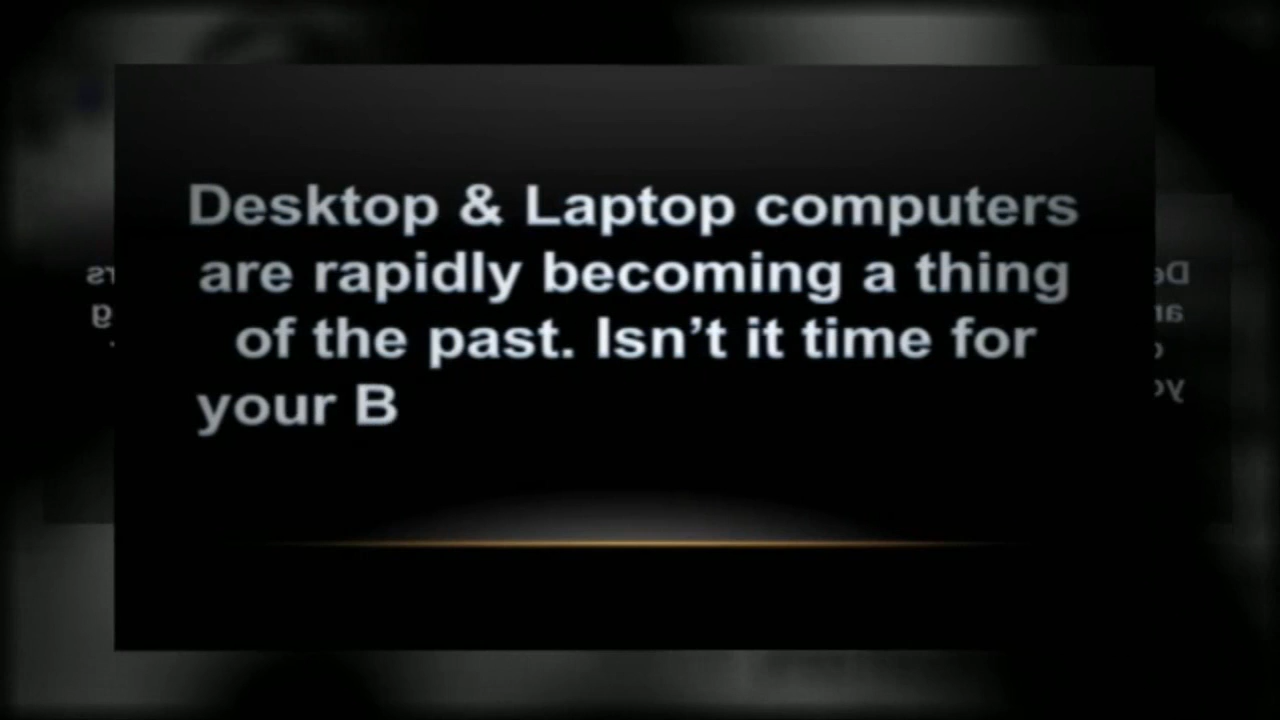 Desktop & Laptop computers
are rapidly becoming a thing
of the past. Isn’t it time for
your B